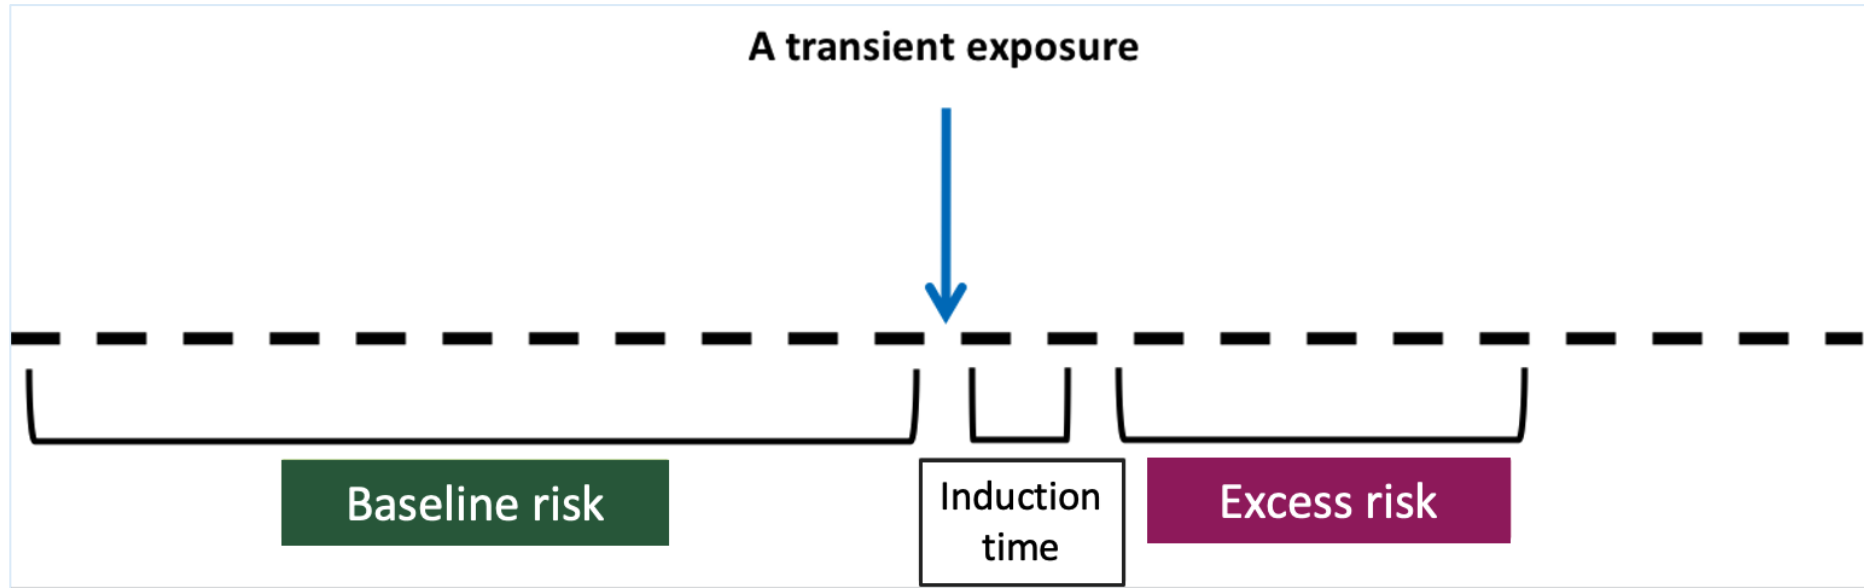 A transient exposure
Baseline risk
Induction
time
Excess risk